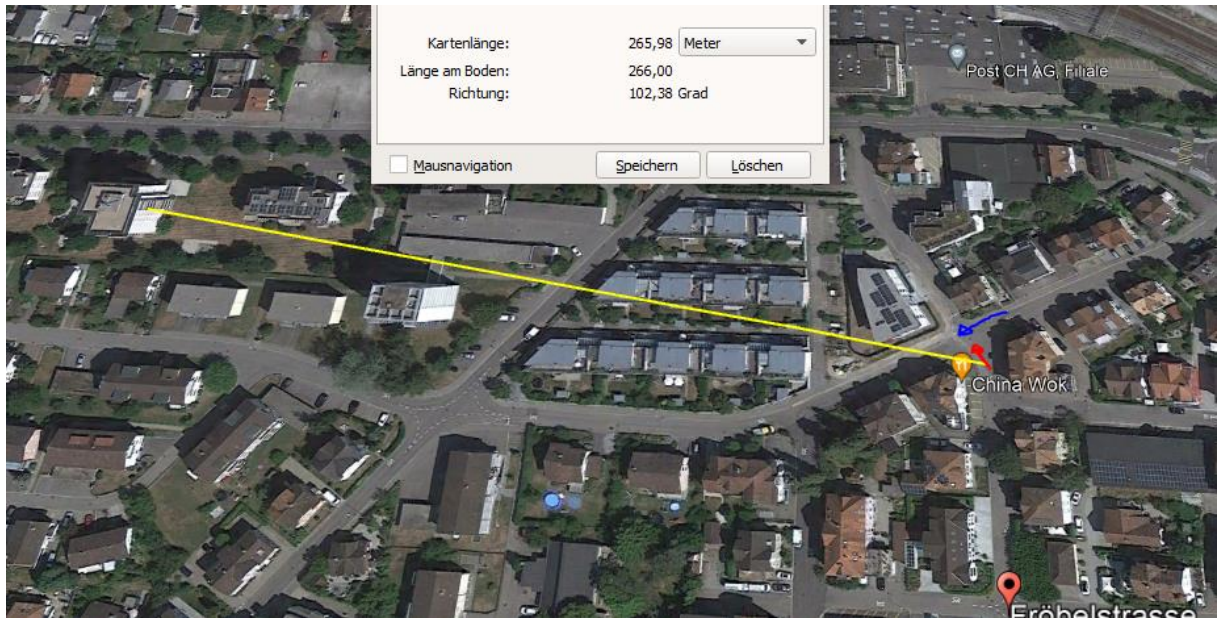 Kartenlänge: 265,98 Meter
Länge am Boden: 266,00
Richtung: 102,38 Grad
Mausnavigation Speichern Löschen
Post CH AG, Filiale
China Wok
Fröbelstrasse